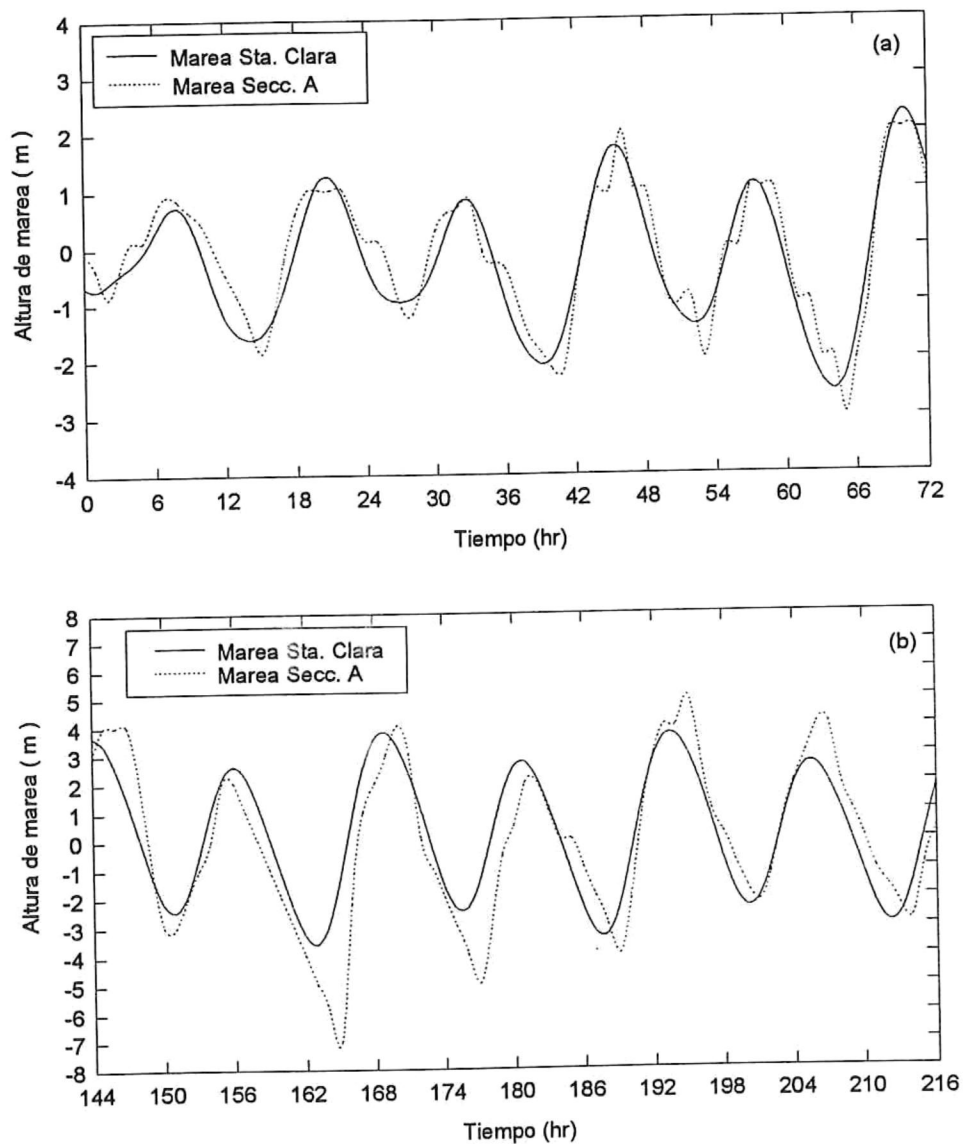 (a)
Marea Sta. Clara
Marea Secc. A
Altura de marea ( m )
4
3
2
1
0
-1
-2
-3
-4
0 6 12 18 24 30 36 42 48 54 60 66 72
Tiempo (hr)
(b)
Marea Sta. Clara
Marea Secc. A
Altura de marea ( m )
8
7
6
5
4
3
2
1
0
-1
-2
-3
-4
-5
-6
-7
-8
144 150 156 162 168 174 180 186 192 198 204 210 216
Tiempo (hr)